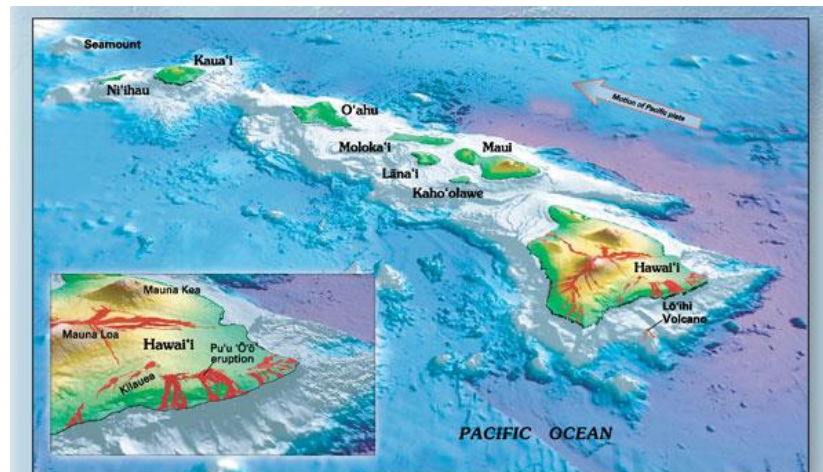 Seamount
Kaua‘i
Ni‘ihau
O‘ahu
Motion of Pacific plate
Moloka‘i
Maui
Lāna‘i
Kaho‘olawe
Hawai‘i
Lō‘ihi
Volcano
Mauna Kea
Mauna Loa
Hawai‘i
Pu‘u ‘Ō‘ō
eruption
Kīlauea
PACIFIC OCEAN